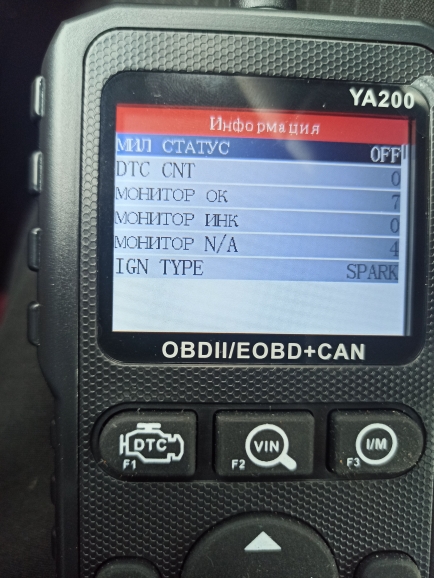 YA200
Информация
МИЛ СТАТУС OFF
DTC CNT 0
МОНИТОР ОК 7
МОНИТОР ИНК 0
МОНИТОР N/A 4
IGN TYPE SPARK
OBDII/EOBD+CAN
DTC VIN I/M
F1 F2 F3